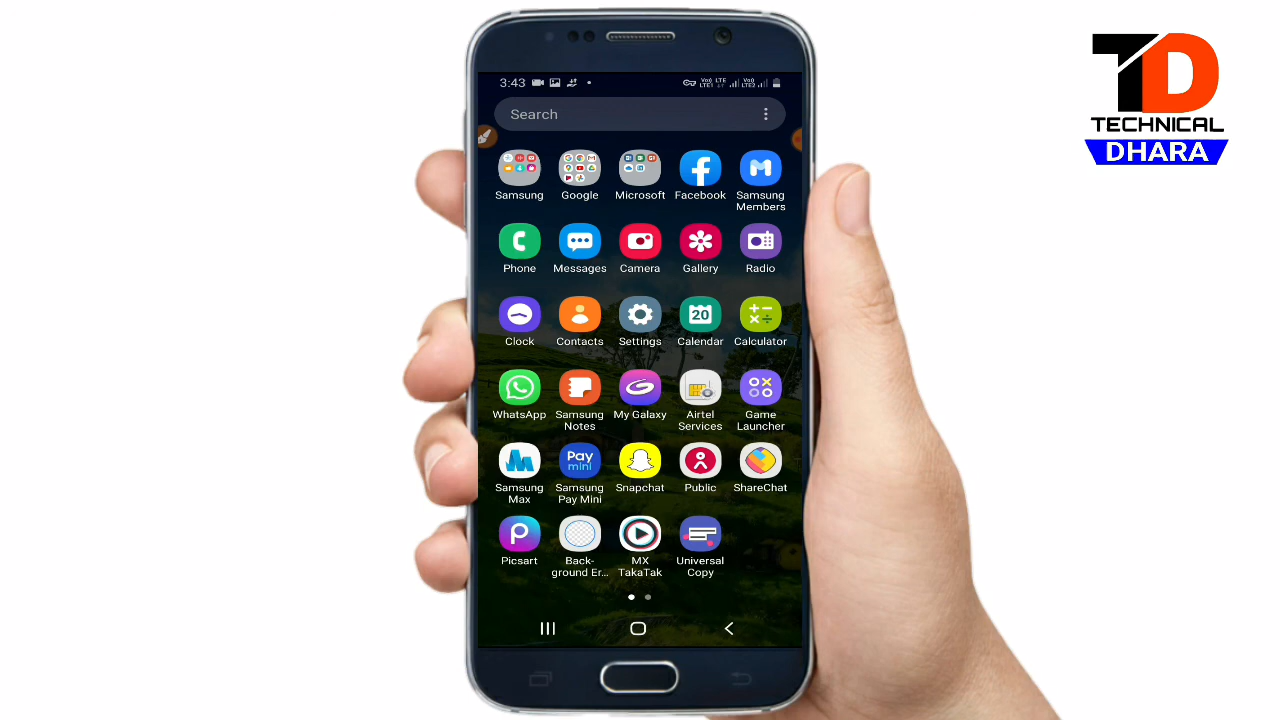 TD
TECHNICAL
DHARA
3:43
Search
Samsung
Google
Microsoft
Facebook
Samsung
Members
Phone
Messages
Camera
Gallery
Radio
Clock
Contacts
Settings
20
Calendar
Calculator
WhatsApp
Samsung
Notes
My Galaxy
Airtel
Services
Game
Launcher
Samsung
Max
Pay
mini
Samsung
Pay Mini
Snapchat
Public
ShareChat
Picsart
Back-
ground Er...
MX
TakaTak
Universal
Copy